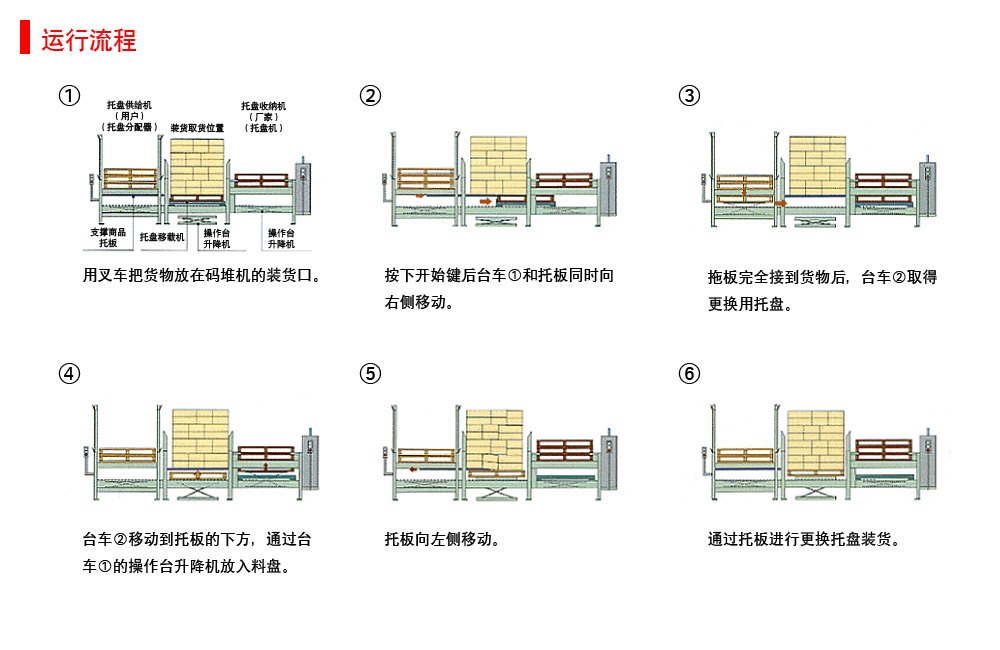 运行流程
①
托盘供给机
（用户）
（托盘分配器）
装货取货位置
托盘收纳机
（厂家）
（托盘机）
支撑商品
托板
托盘移载机
操作台
升降机
操作台
升降机
用叉车把货物放在码堆机的装货口。
②
按下开始键后台车①和托板同时向
右侧移动。
③
拖板完全接到货物后，台车②取得
更换用托盘。
④
台车②移动到托板的下方，通过台
车①的操作台升降机放入料盘。
⑤
托板向左侧移动。
⑥
通过托板进行更换托盘装货。